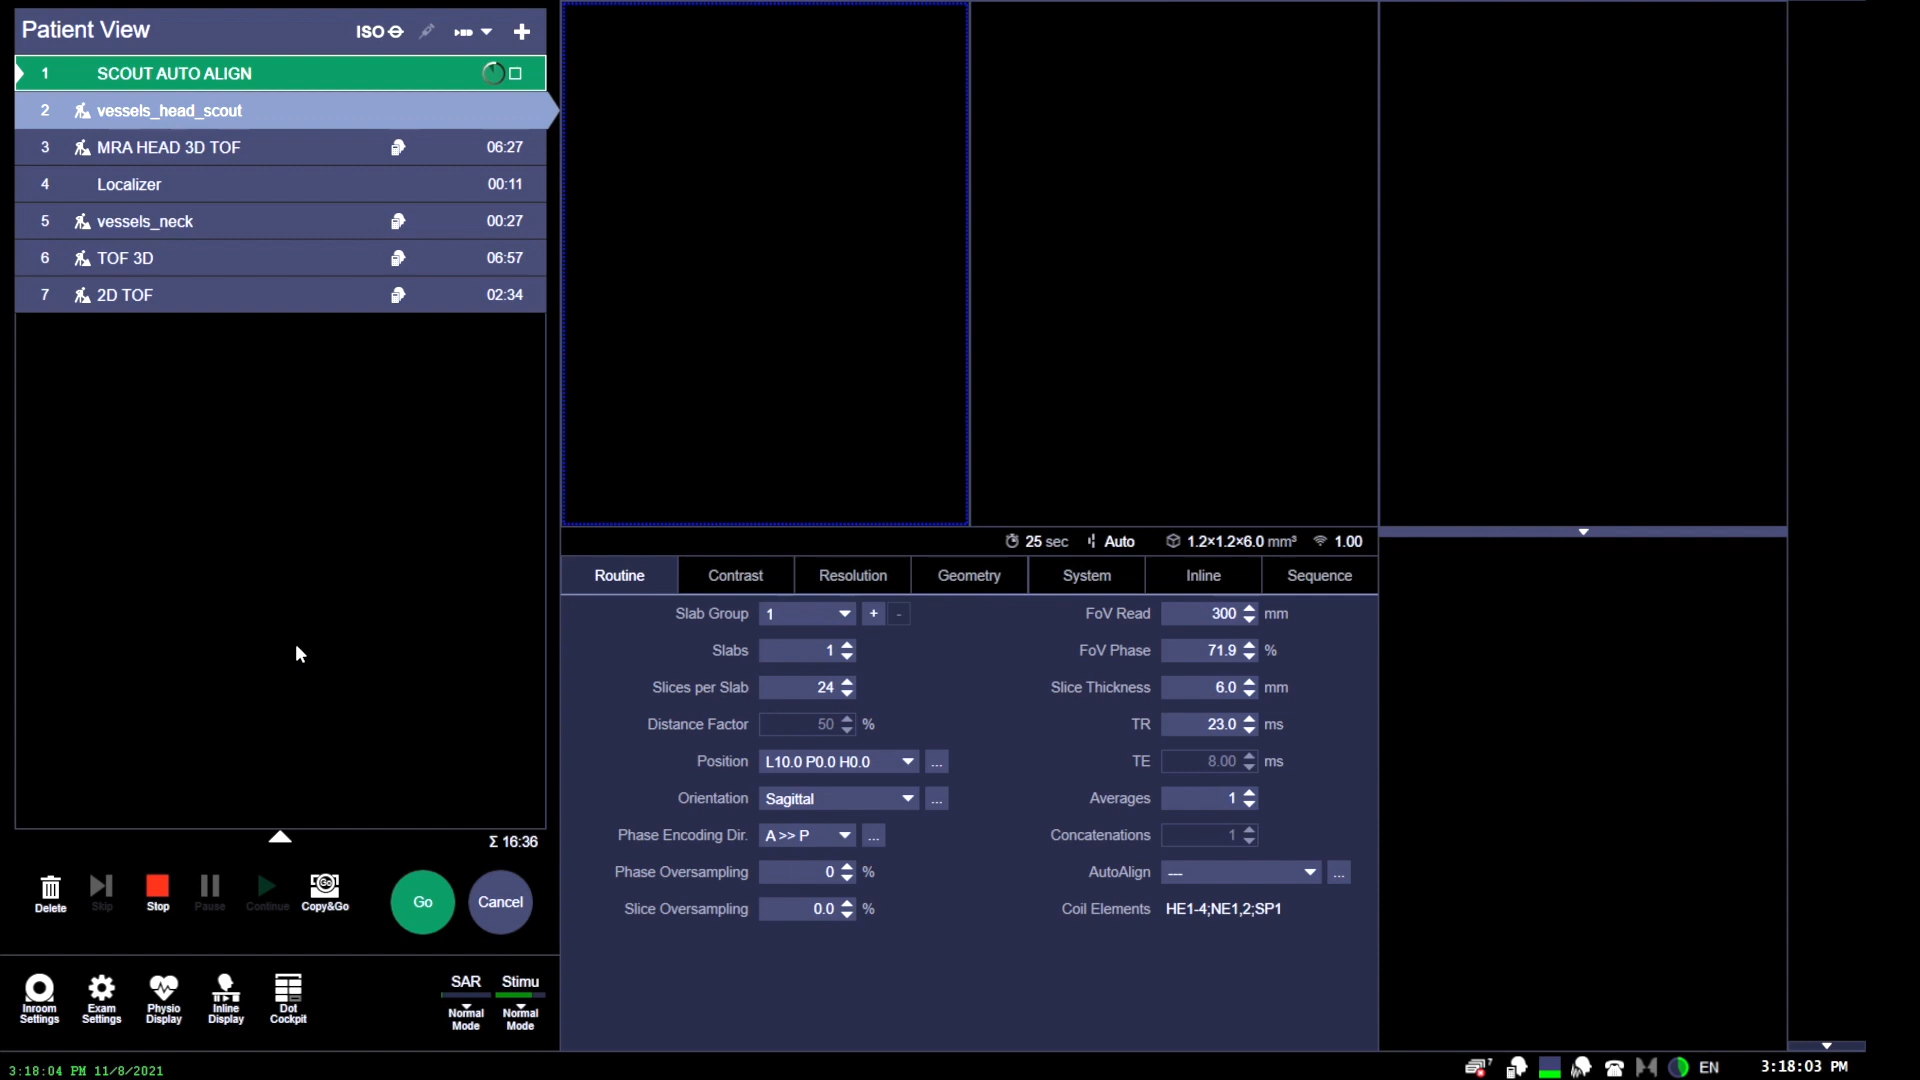 Patient View ISO
1 SCOUT AUTO ALIGN
2 vessels_head_scout
3 MRA HEAD 3D TOF 06:27
4 Localizer 00:11
5 vessels_neck 00:27
6 TOF 3D 06:57
7 2D TOF 02:34
Σ 16:36
Delete Skip Stop Pause Continue Copy&Go Go Cancel
SAR Stimu
Inroom Settings
Exam Settings
Physio Display
Inline Display
Dot Cockpit
Normal Mode
Normal Mode
25 sec Auto 1.2×1.2×6.0 mm³ 1.00
Routine Contrast Resolution Geometry System Inline Sequence
Slab Group 1 + -
Slabs 1
Slices per Slab 24
Distance Factor 50 %
Position L10.0 P0.0 H0.0 ...
Orientation Sagittal ...
Phase Encoding Dir. A >> P ...
Phase Oversampling 0 %
Slice Oversampling 0.0 %
FoV Read 300 mm
FoV Phase 71.9 %
Slice Thickness 6.0 mm
TR 23.0 ms
TE 8.00 ms
Averages 1
Concatenations 1
AutoAlign --- ...
Coil Elements HE1-4;NE1,2;SP1
3:18:04 PM 11/8/2021
7 EN 3:18:03 PM